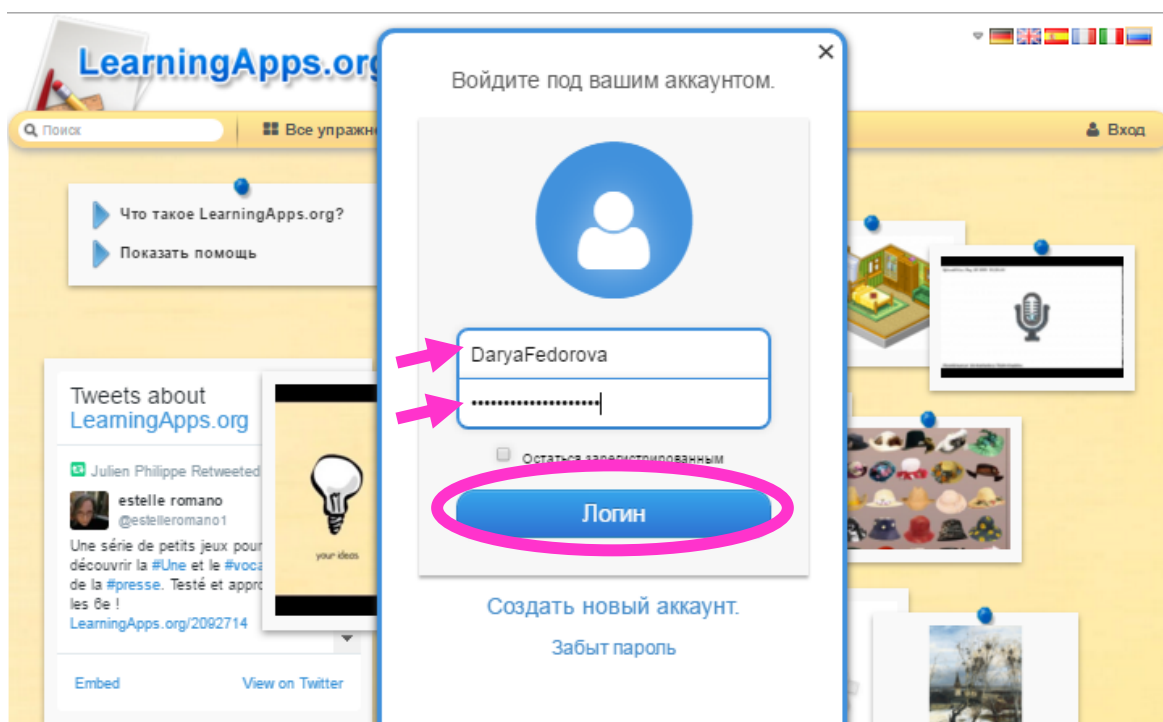 LearningApps.org
Поиск
Все упражне
Вход
Что такое LearningApps.org?
Показать помощь
Tweets about
LearningApps.org
Julien Philippe Retweeted
estelle romano
@estelleromano1
Une série de petits jeux pour
découvrir la #Une et le #voca
de la #presse. Testé et appro
les 6e !
LearningApps.org/2092714
Embed
View on Twitter
your ideas
Войдите под вашим аккаунтом.
DaryaFedorova
Остаться зарегистрированным
Логин
Создать новый аккаунт.
Забыт пароль